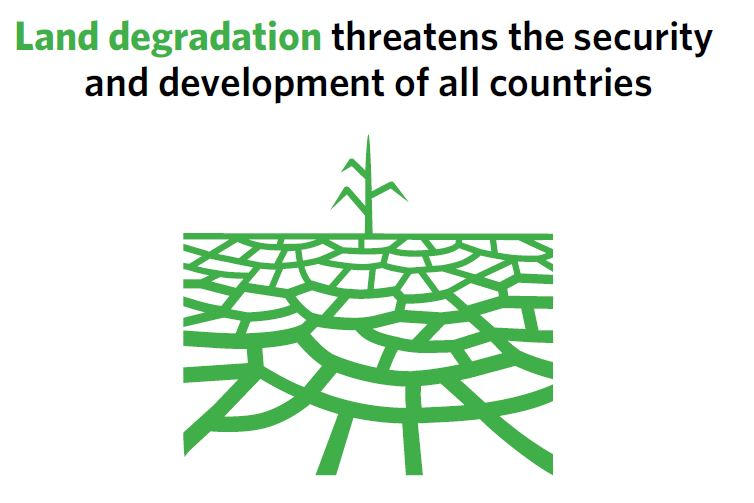 Land degradation threatens the security
and development of all countries